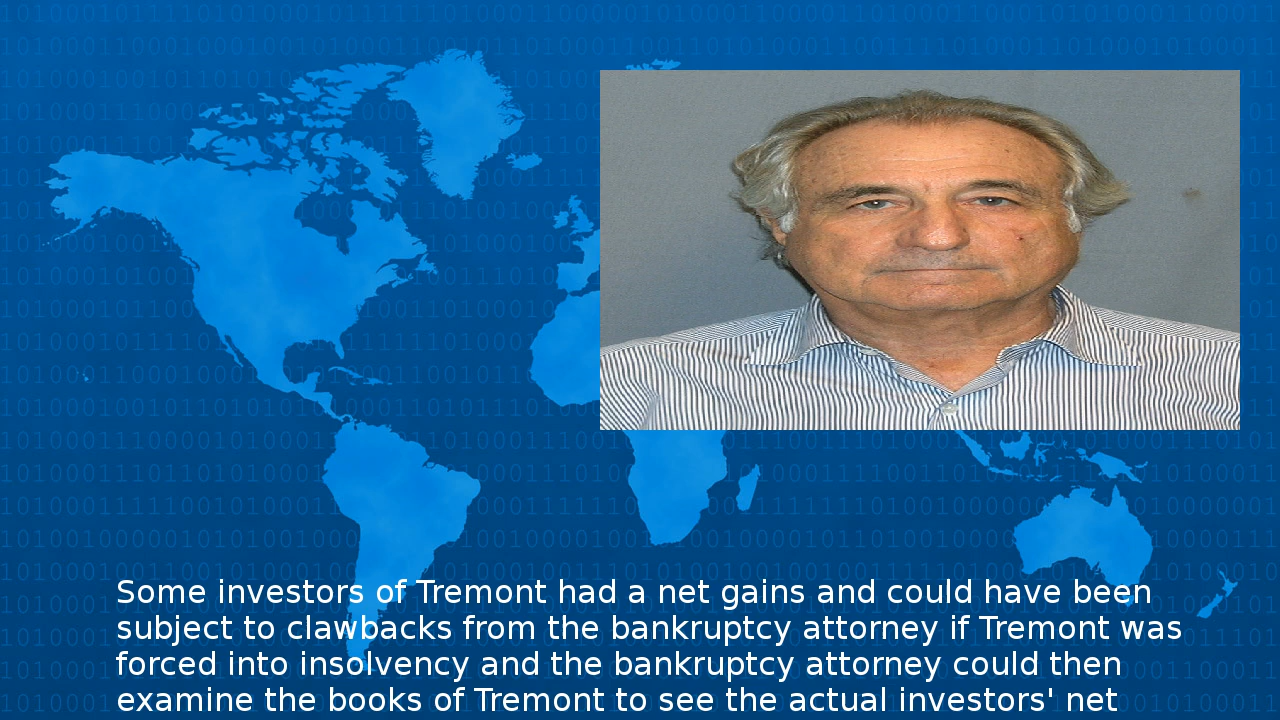 Some investors of Tremont had a net gains and could have been
subject to clawbacks from the bankruptcy attorney if Tremont was
forced into insolvency and the bankruptcy attorney could then
examine the books of Tremont to see the actual investors' net